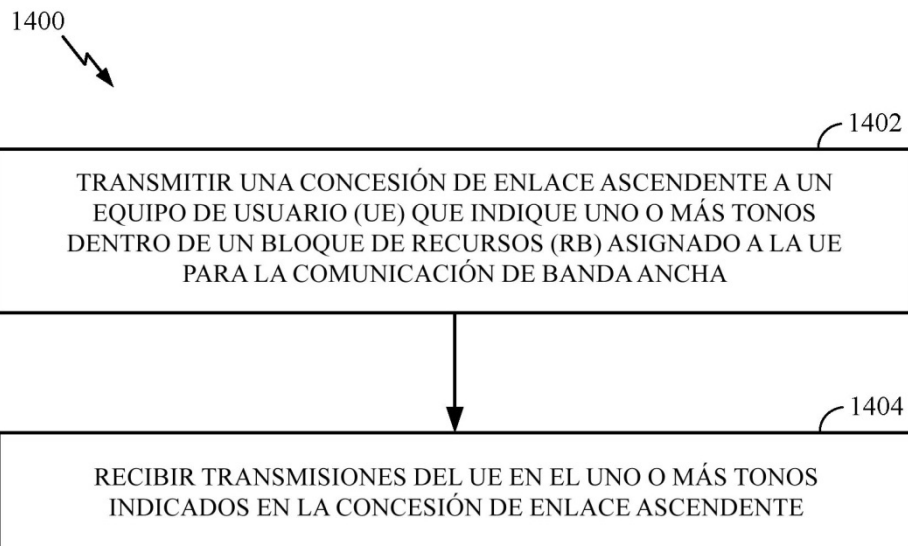 1400
1402
TRANSMITIR UNA CONCESIÓN DE ENLACE ASCENDENTE A UN
EQUIPO DE USUARIO (UE) QUE INDIQUE UNO O MÁS TONOS
DENTRO DE UN BLOQUE DE RECURSOS (RB) ASIGNADO A LA UE
PARA LA COMUNICACIÓN DE BANDA ANCHA
1404
RECIBIR TRANSMISIONES DEL UE EN EL UNO O MÁS TONOS
INDICADOS EN LA CONCESIÓN DE ENLACE ASCENDENTE